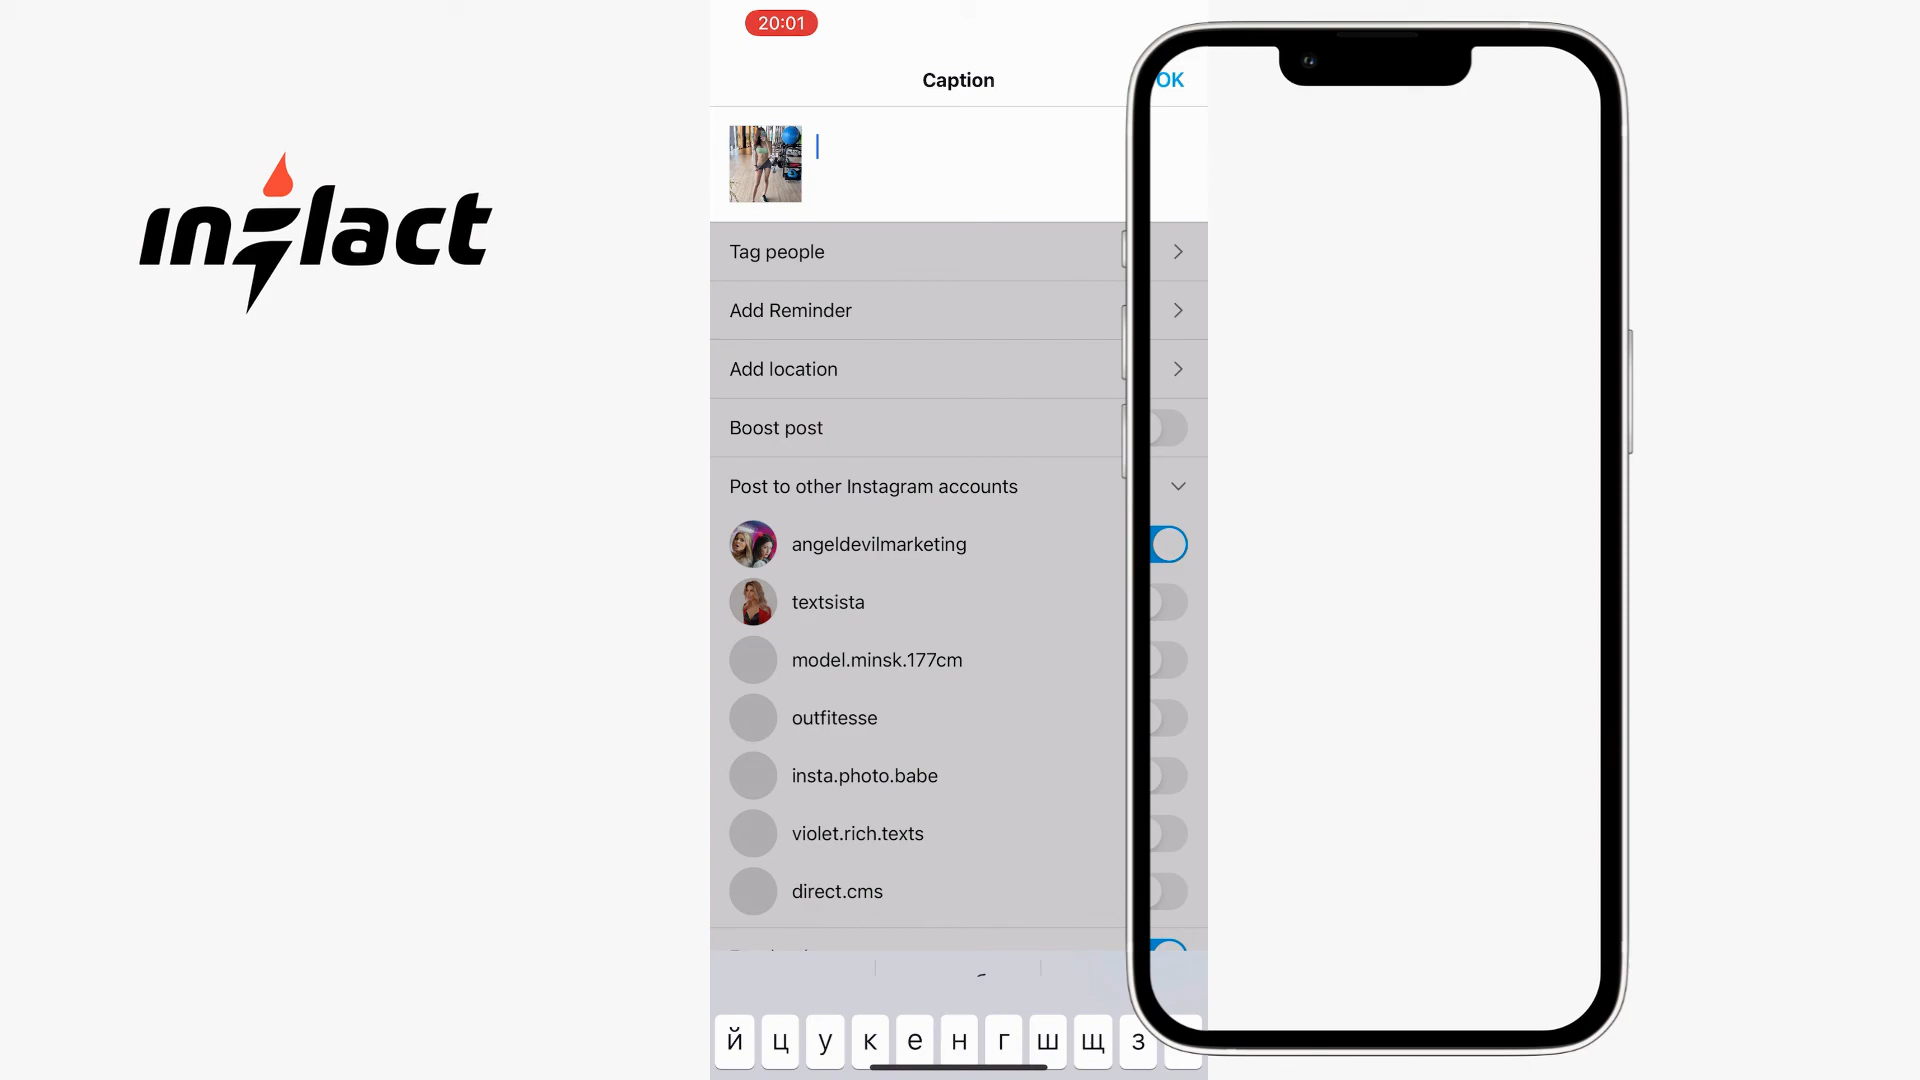 inflact
20:01
Caption
OK
Tag people
Add Reminder
Add location
Boost post
Post to other Instagram accounts
angeldevilmarketing
textsista
model.minsk.177cm
outfitesse
insta.photo.babe
violet.rich.texts
direct.cms
й ц у к е н г ш щ з